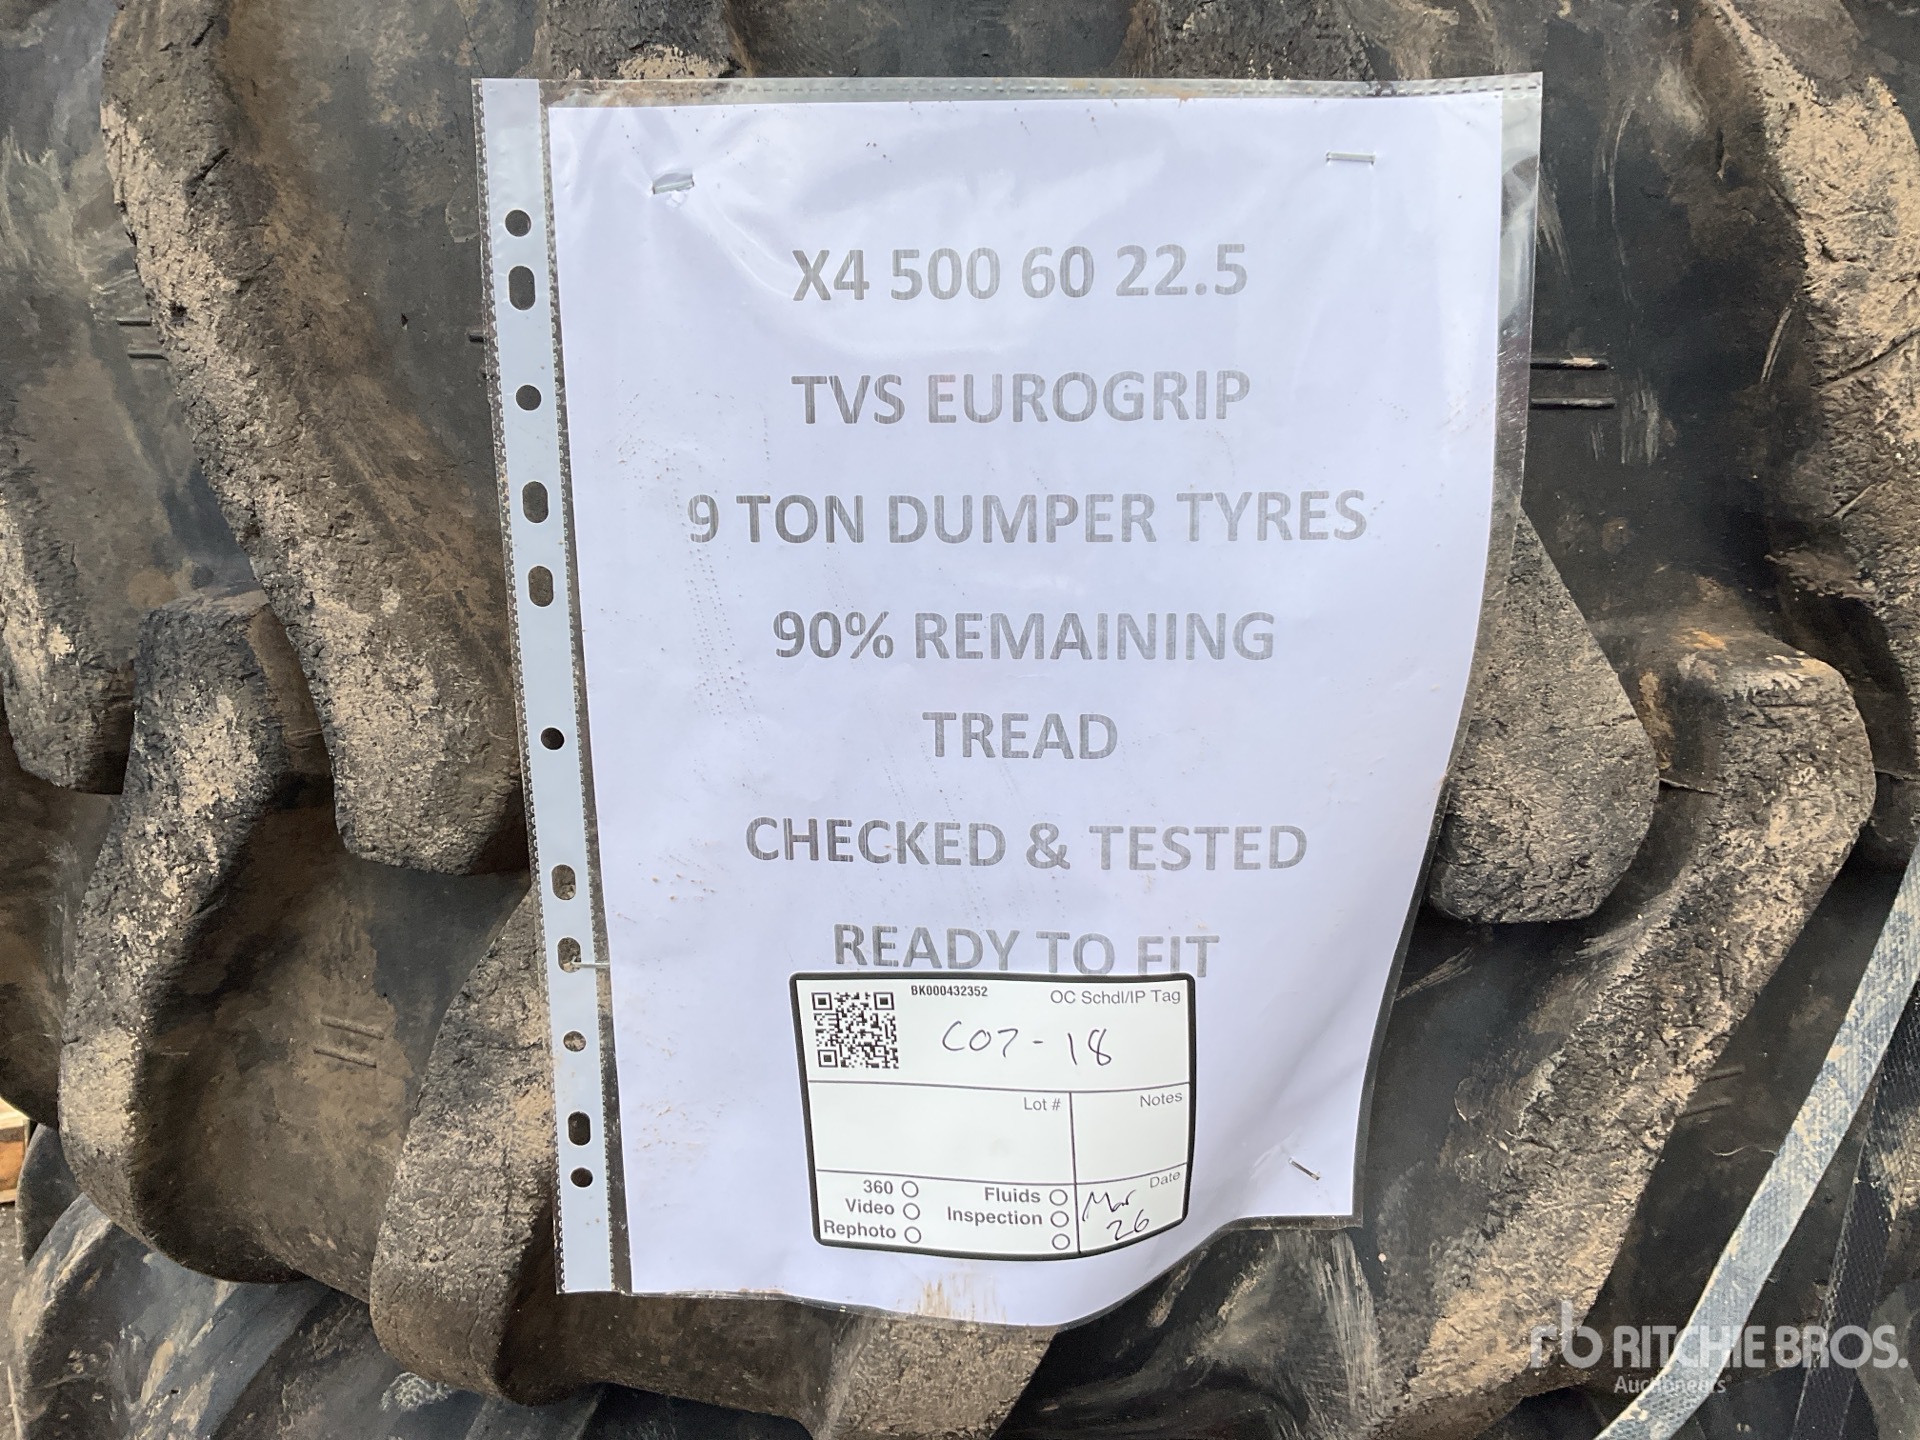 X4 500 60 22.5
TVS EUROGRIP
9 TON DUMPER TYRES
90% REMAINING
TREAD
CHECKED & TESTED
READY TO FIT
BK000432352
OC Schdl/IP Tag
C07-18
Lot #
Notes
360
Video
Rephoto
Fluids
Inspection
Date
Mar
26
rb RITCHIE BROS.
Auctioneers